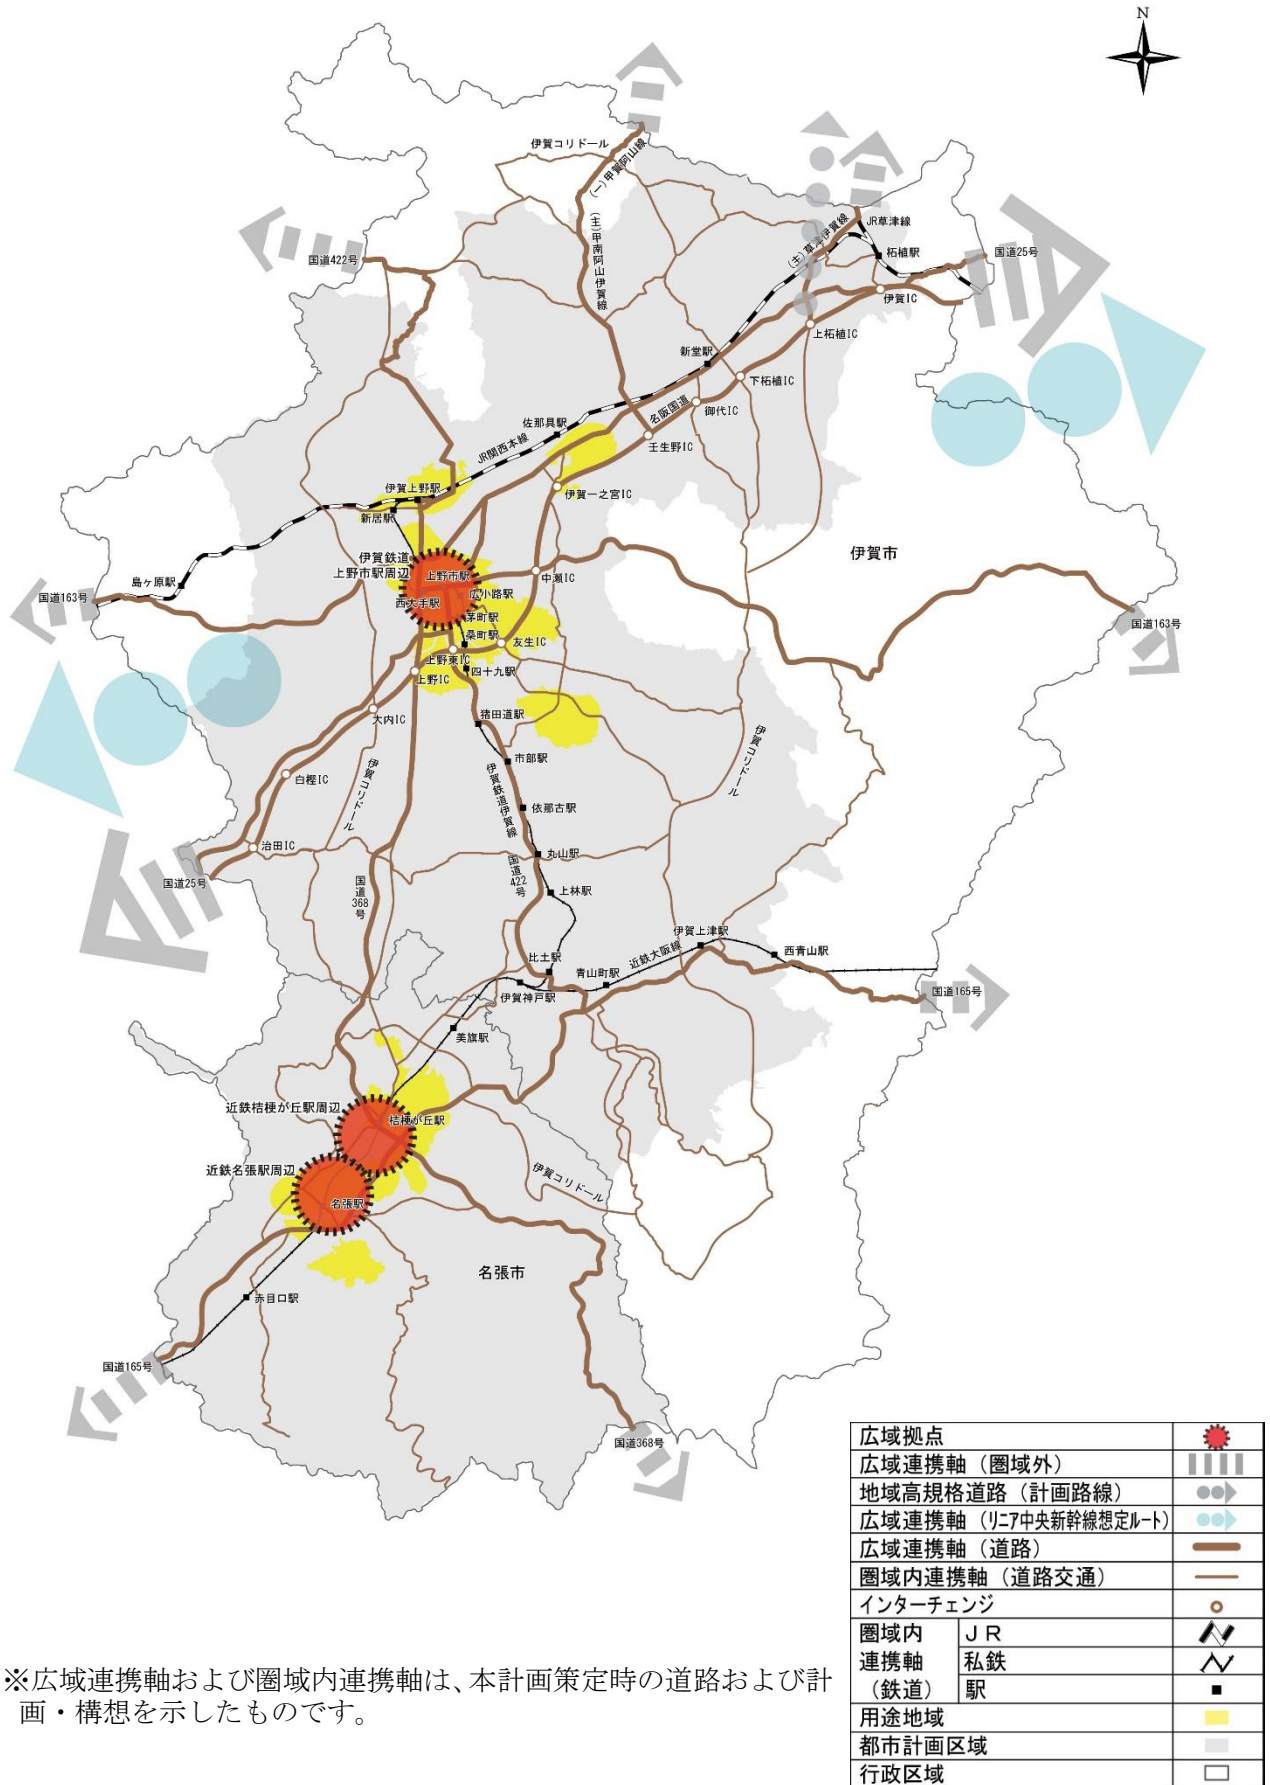 N
伊賀コリドール
(一)甲賀阿山線
(主)甲南阿山伊賀線
(主)草津伊賀線
JR草津線
柘植駅
国道25号
国道422号
伊賀IC
上柘植IC
新堂駅
下柘植IC
名阪国道
御代IC
佐那具駅
壬生野IC
JR関西本線
伊賀上野駅
伊賀一之宮IC
新居駅
伊賀市
伊賀鉄道
上野市駅周辺
上野市駅
中瀬IC
島ヶ原駅
国道163号
西大手駅
広小路駅
茅町駅
国道163号
桑町駅
友生IC
上野東IC
上野IC
四十九駅
大内IC
猪田道駅
伊賀コリドール
市部駅
白樫IC
伊賀コリドール
伊賀鉄道伊賀線
依那古駅
治田IC
丸山駅
国道25号
国道368号
国道422号
上林駅
伊賀上津駅
西青山駅
近鉄大阪線
比土駅
青山町駅
伊賀神戸駅
国道165号
美旗駅
近鉄桔梗が丘駅周辺
桔梗が丘駅
近鉄名張駅周辺
伊賀コリドール
名張駅
名張市
赤目口駅
国道165号
国道368号
広域拠点
広域連携軸（圏域外）
地域高規格道路（計画路線）
広域連携軸（リニア中央新幹線想定ルート）
広域連携軸（道路）
圏域内連携軸（道路交通）
インターチェンジ
圏域内 ＪＲ
連携軸 私鉄
（鉄道） 駅
用途地域
都市計画区域
行政区域
※広域連携軸および圏域内連携軸は、本計画策定時の道路および計
画・構想を示したものです。